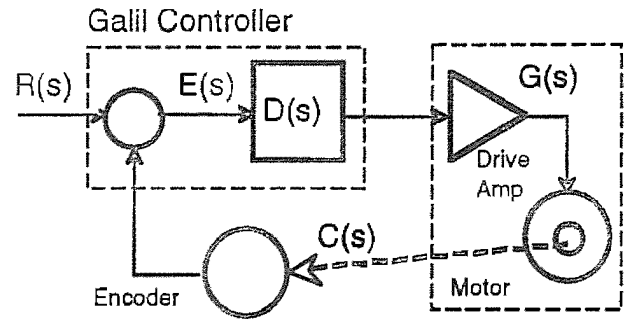 Galil Controller
R(s)
E(s)
D(s)
G(s)
Drive
Amp
C(s)
Encoder
Motor